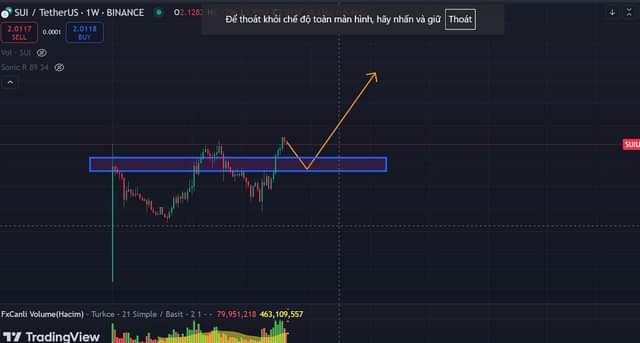 SUI / TetherUS · 1W · BINANCE
Để thoát khỏi chế độ toàn màn hình, hãy nhấn và giữ Thoát
2.0117 SELL 0.0001 2.0118 BUY
Vol · SUI
Sonic R 89 34
SUIU
FxCanli Volume(Hacim) · Turkce - 21 Simple / Basit - 2 1 · · 79,951,218 463,109,557
TradingView